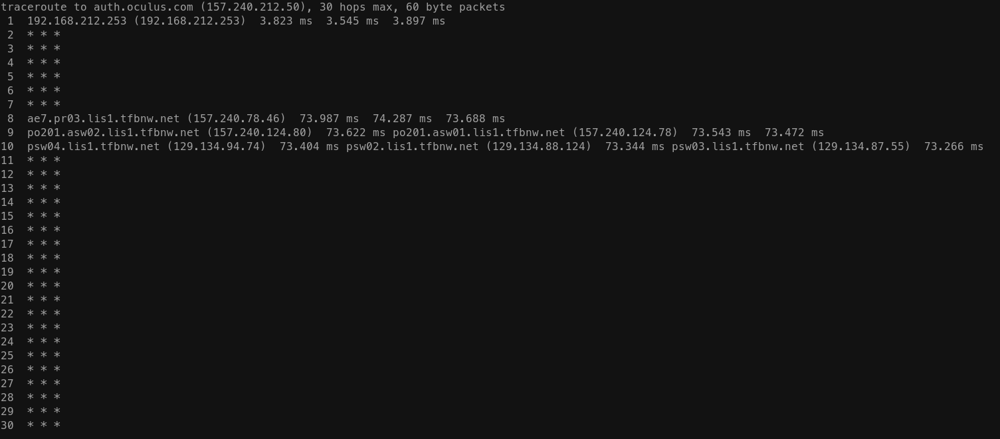 traceroute to auth.oculus.com (157.240.212.50), 30 hops max, 60 byte packets
 1  192.168.212.253 (192.168.212.253)  3.823 ms  3.545 ms  3.897 ms
 2  * * *
 3  * * *
 4  * * *
 5  * * *
 6  * * *
 7  * * *
 8  ae7.pr03.lis1.tfbnw.net (157.240.78.46)  73.987 ms  74.287 ms  73.688 ms
 9  po201.asw02.lis1.tfbnw.net (157.240.124.80)  73.622 ms po201.asw01.lis1.tfbnw.net (157.240.124.78)  73.543 ms  73.472 ms
10  psw04.lis1.tfbnw.net (129.134.94.74)  73.404 ms psw02.lis1.tfbnw.net (129.134.88.124)  73.344 ms psw03.lis1.tfbnw.net (129.134.87.55)  73.266 ms
11  * * *
12  * * *
13  * * *
14  * * *
15  * * *
16  * * *
17  * * *
18  * * *
19  * * *
20  * * *
21  * * *
22  * * *
23  * * *
24  * * *
25  * * *
26  * * *
27  * * *
28  * * *
29  * * *
30  * * *